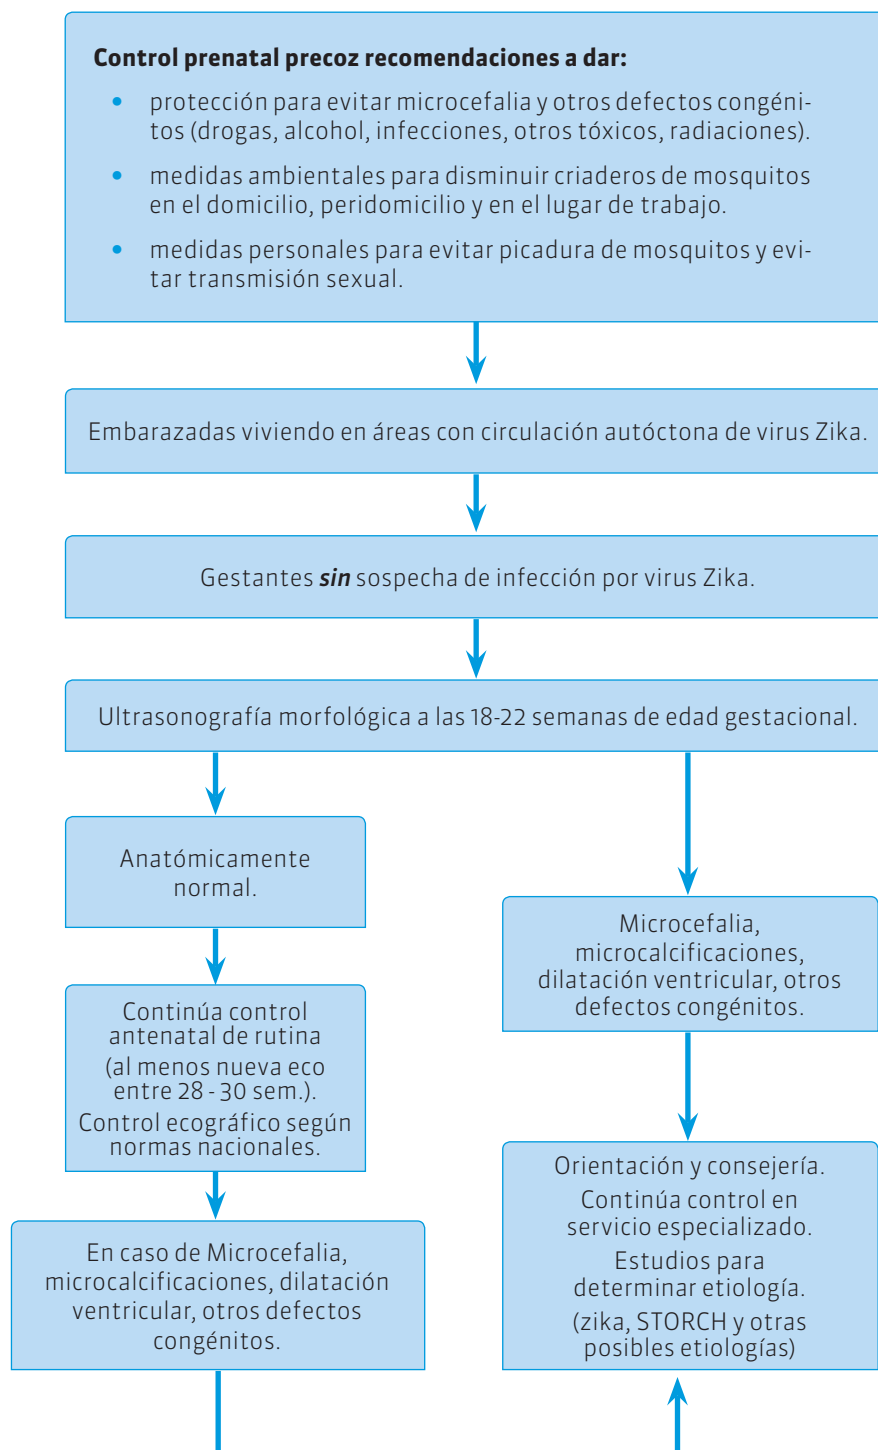 Control prenatal precoz recomendaciones a dar:
• protección para evitar microcefalia y otros defectos congéni-
tos (drogas, alcohol, infecciones, otros tóxicos, radiaciones).
• medidas ambientales para disminuir criaderos de mosquitos
en el domicilio, peridomicilio y en el lugar de trabajo.
• medidas personales para evitar picadura de mosquitos y evi-
tar transmisión sexual.
Embarazadas viviendo en áreas con circulación autóctona de virus Zika.
Gestantes sin sospecha de infección por virus Zika.
Ultrasonografía morfológica a las 18-22 semanas de edad gestacional.
Anatómicamente
normal.
Continúa control
antenatal de rutina
(al menos nueva eco
entre 28 - 30 sem.).
Control ecográfico según
normas nacionales.
En caso de Microcefalia,
microcalcificaciones, dilatación
ventricular, otros defectos
congénitos.
Microcefalia,
microcalcificaciones,
dilatación ventricular, otros
defectos congénitos.
Orientación y consejería.
Continúa control en
servicio especializado.
Estudios para
determinar etiología.
(zika, STORCH y otras
posibles etiologías)